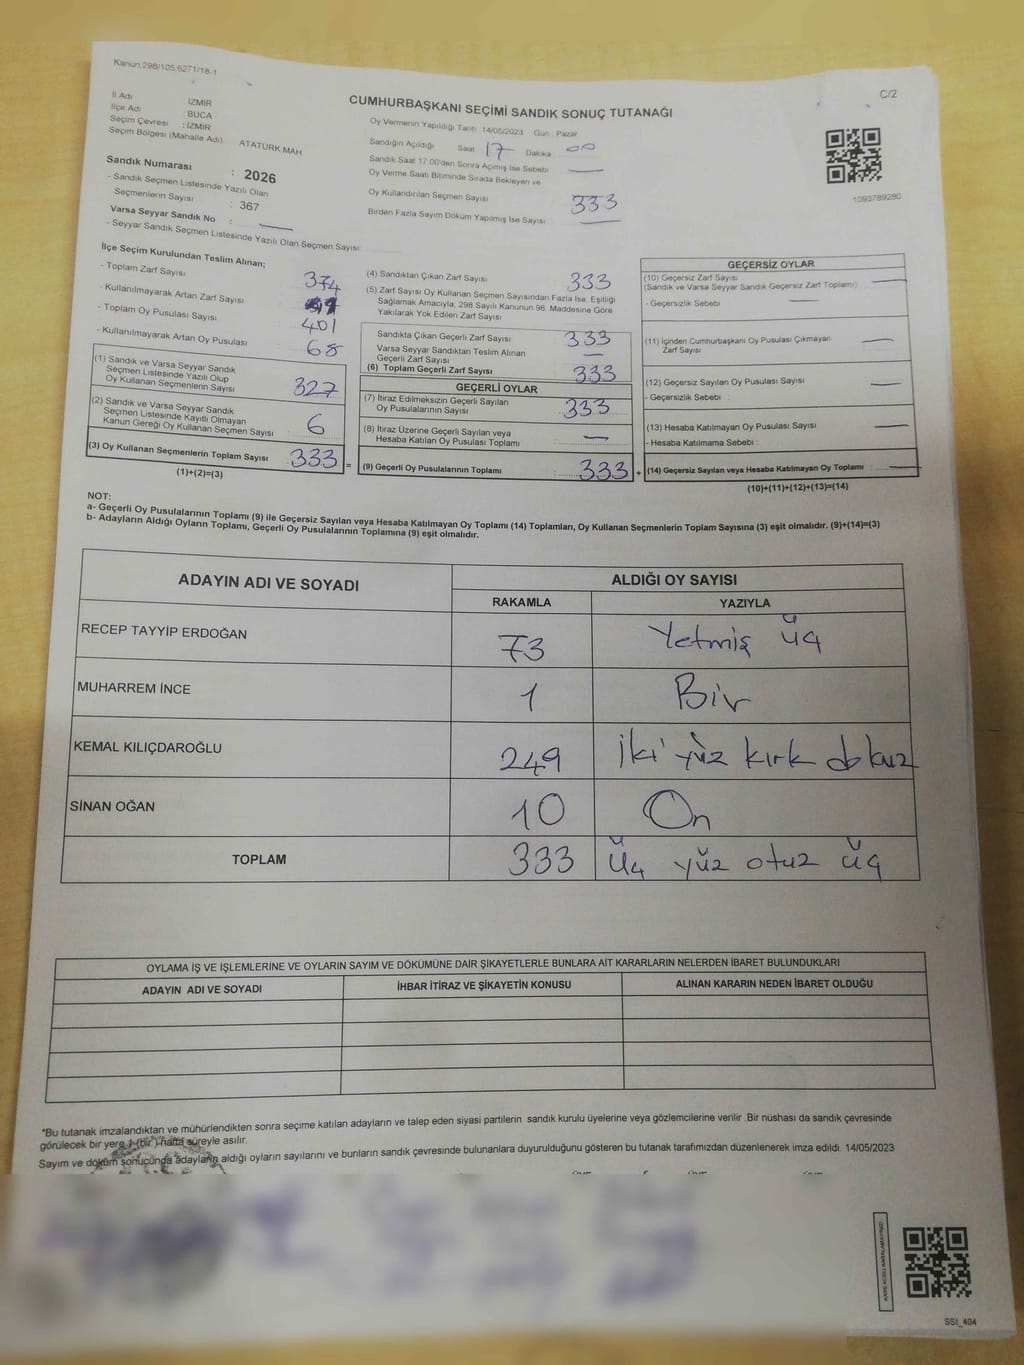 Kanun:298/105;6271/18-1
C/2
İl Adı İZMİR
İlçe Adı BUCA
Seçim Çevresi : İZMİR
Seçim Bölgesi (Mahalle Adı) ATATÜRK MAH
Sandık Numarası : 2026
- Sandık Seçmen Listesinde Yazılı Olan
Seçmenlerin Sayısı : 367
Varsa Seyyar Sandık No :
- Seyyar Sandık Seçmen Listesinde Yazılı Olan Seçmen Sayısı
CUMHURBAŞKANI SEÇİMİ SANDIK SONUÇ TUTANAĞI
Oy Vermenin Yapıldığı Tarih 14/05/2023 Gün : Pazar
Sandığın Açıldığı Saat 17 Dakika 00
Sandık Saat 17:00'den Sonra Açılmış İse Sebebi
Oy Verme Saati Bitiminde Sırada Bekleyen ve
Oy Kullandırılan Seçmen Sayısı 333
Birden Fazla Sayım Döküm Yapılmış İse Sayısı
1093789280
İlçe Seçim Kurulundan Teslim Alınan;
- Toplam Zarf Sayısı 374
- Kullanılmayarak Artan Zarf Sayısı
- Toplam Oy Pusulası Sayısı 401
- Kullanılmayarak Artan Oy Pusulası 68
(1) Sandık ve Varsa Seyyar Sandık
Seçmen Listesinde Yazılı Olup
Oy Kullanan Seçmenlerin Sayısı 327
(2) Sandık ve Varsa Seyyar Sandık
Seçmen Listesinde Kayıtlı Olmayan
Kanun Gereği Oy Kullanan Seçmen Sayısı 6
(3) Oy Kullanan Seçmenlerin Toplam Sayısı 333 =
(1)+(2)=(3)
(4) Sandıktan Çıkan Zarf Sayısı 333
(5) Zarf Sayısı Oy Kullanan Seçmen Sayısından Fazla İse, Eşitliği
Sağlamak Amacıyla, 298 Sayılı Kanunun 98. Maddesine Göre
Yakılarak Yok Edilen Zarf Sayısı
Sandıkta Çıkan Geçerli Zarf Sayısı 333
Varsa Seyyar Sandıktan Teslim Alınan
Geçerli Zarf Sayısı
(6) Toplam Geçerli Zarf Sayısı 333
GEÇERLİ OYLAR
(7) İtiraz Edilmeksizin Geçerli Sayılan
Oy Pusulalarının Sayısı 333
(8) İtiraz Üzerine Geçerli Sayılan veya
Hesaba Katılan Oy Pusulası Toplamı
(9) Geçerli Oy Pusulalarının Toplamı 333 +
GEÇERSİZ OYLAR
(10) Geçersiz Zarf Sayısı
(Sandık ve Varsa Seyyar Sandık Geçersiz Zarf Toplamı)
- Geçersizlik Sebebi
(11) İçinden Cumhurbaşkanı Oy Pusulası Çıkmayan
Zarf Sayısı
(12) Geçersiz Sayılan Oy Pusulası Sayısı
- Geçersizlik Sebebi :
(13) Hesaba Katılmayan Oy Pusulası Sayısı
- Hesaba Katılmama Sebebi :
(14) Geçersiz Sayılan veya Hesaba Katılmayan Oy Toplamı :
(10)+(11)+(12)+(13)=(14)
NOT:
a- Geçerli Oy Pusulalarının Toplamı (9) ile Geçersiz Sayılan veya Hesaba Katılmayan Oy Toplamı (14) Toplamları, Oy Kullanan Seçmenlerin Toplam Sayısına (3) eşit olmalıdır. (9)+(14)=(3)
b- Adayların Aldığı Oyların Toplamı, Geçerli Oy Pusulalarının Toplamına (9) eşit olmalıdır.
ADAYIN ADI VE SOYADI ALDIĞI OY SAYISI
RAKAMLA YAZIYLA
RECEP TAYYİP ERDOĞAN 73 Yetmiş üç
MUHARREM İNCE 1 Bir
KEMAL KILIÇDAROĞLU 249 İki yüz kırk dokuz
SİNAN OĞAN 10 On
TOPLAM 333 Üç yüz otuz üç
OYLAMA İŞ VE İŞLEMLERİNE VE OYLARIN SAYIM VE DÖKÜMÜNE DAİR ŞİKAYETLERLE BUNLARA AİT KARARLARIN NELERDEN İBARET BULUNDUKLARI
ADAYIN ADI VE SOYADI İHBAR İTİRAZ VE ŞİKAYETİN KONUSU ALINAN KARARIN NEDEN İBARET OLDUĞU
*Bu tutanak imzalandıktan ve mühürlendikten sonra seçime katılan adayların ve talep eden siyasi partilerin sandık kurulu üyelerine veya gözlemcilerine verilir. Bir nüshası da sandık çevresinde
görülecek bir yere 1 (bir ) hafta süreyle asılır.
Sayım ve döküm sonucunda adayların aldığı oyların sayılarını ve bunların sandık çevresinde bulunanlara duyurulduğunu gösteren bu tutanak tarafımızdan düzenlenerek imza edildi. 14/05/2023
SSI_404